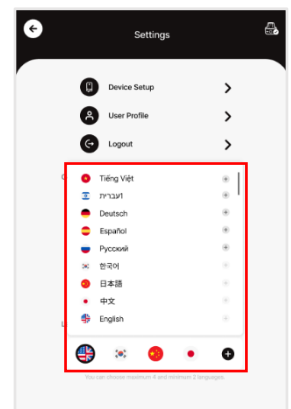 Settings
Device Setup
User Profile
Logout
Tiếng Việt
עברית
Deutsch
Español
Русский
한국어
日本語
中文
English
You can choose maximum 4 and minimum 2 languages.